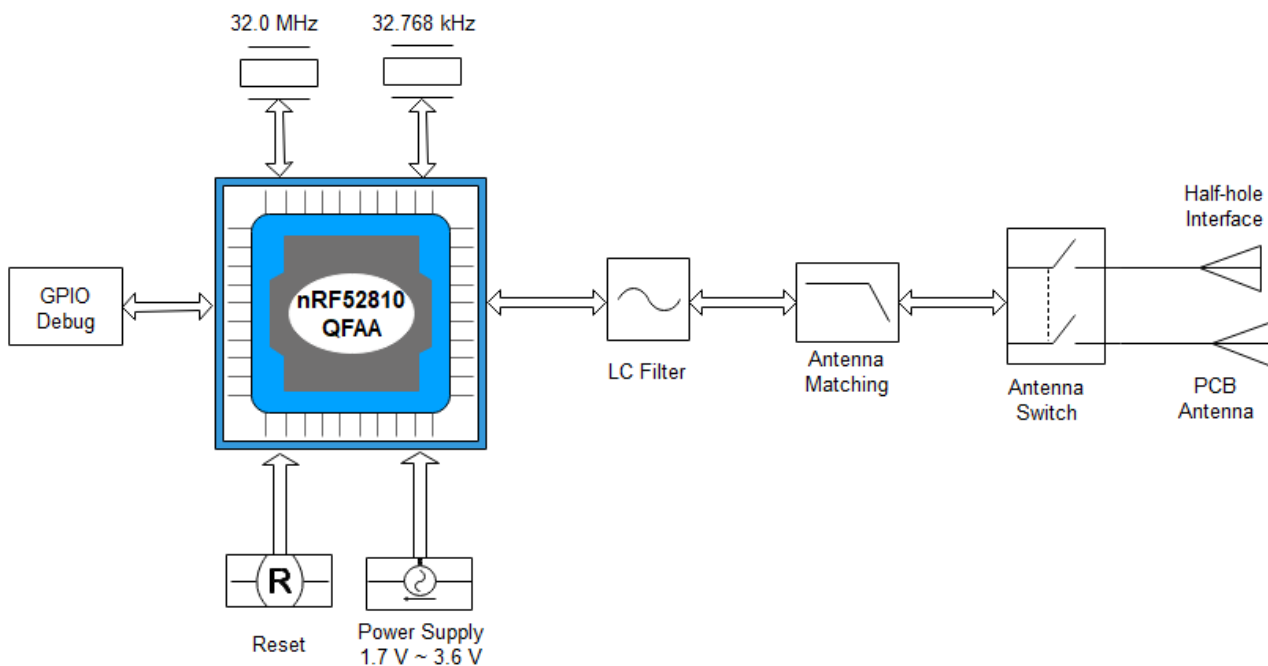 32.0 MHz
32.768 kHz
GPIO
Debug
nRF52810
QFAA
LC Filter
Antenna
Matching
Antenna
Switch
Half-hole
Interface
PCB
Antenna
R
Reset
Power Supply
1.7 V ~ 3.6 V